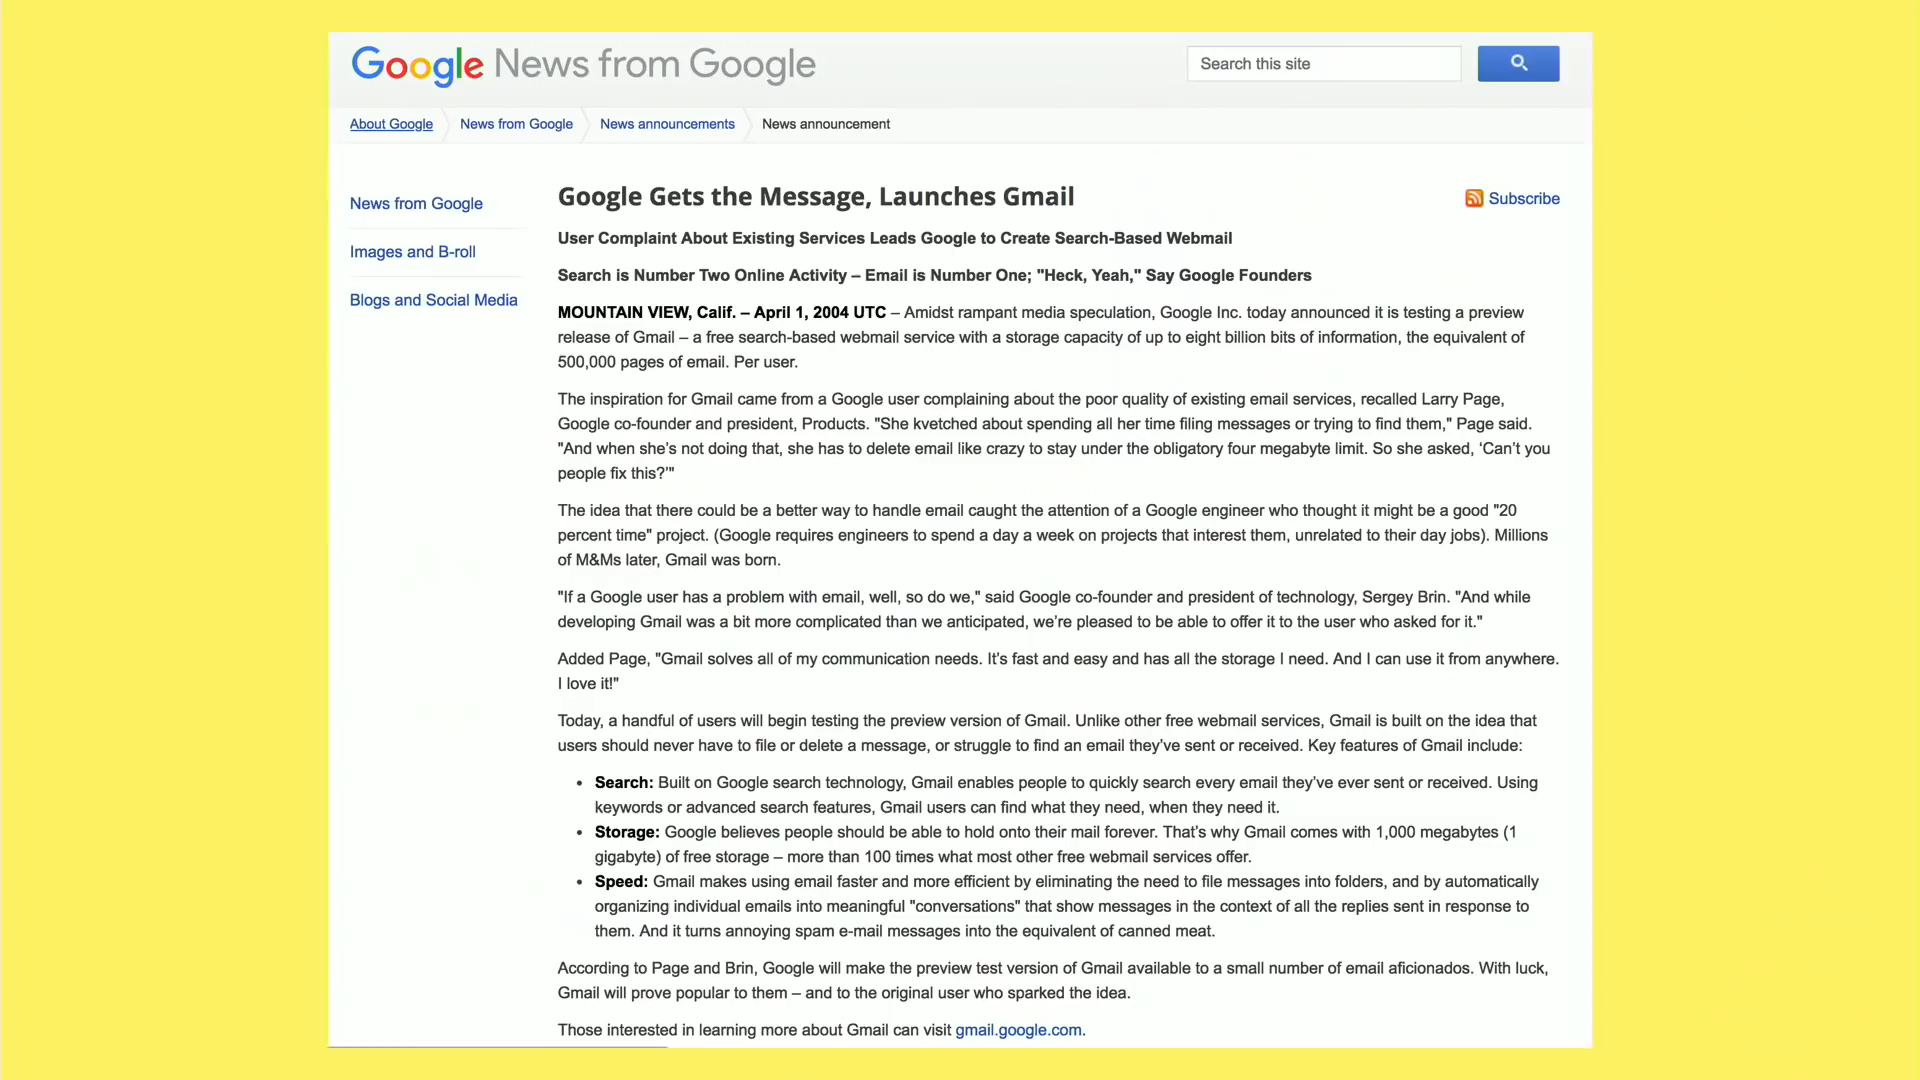 Google News from Google
Search this site
About Google
News from Google
News announcements
News announcement
News from Google
Images and B-roll
Blogs and Social Media
Google Gets the Message, Launches Gmail
Subscribe
User Complaint About Existing Services Leads Google to Create Search-Based Webmail
Search is Number Two Online Activity – Email is Number One; "Heck, Yeah," Say Google Founders
MOUNTAIN VIEW, Calif. – April 1, 2004 UTC – Amidst rampant media speculation, Google Inc. today announced it is testing a preview
release of Gmail – a free search-based webmail service with a storage capacity of up to eight billion bits of information, the equivalent of
500,000 pages of email. Per user.
The inspiration for Gmail came from a Google user complaining about the poor quality of existing email services, recalled Larry Page,
Google co-founder and president, Products. "She kvetched about spending all her time filing messages or trying to find them," Page said.
"And when she’s not doing that, she has to delete email like crazy to stay under the obligatory four megabyte limit. So she asked, ‘Can’t you
people fix this?’"
The idea that there could be a better way to handle email caught the attention of a Google engineer who thought it might be a good "20
percent time" project. (Google requires engineers to spend a day a week on projects that interest them, unrelated to their day jobs). Millions
of M&Ms later, Gmail was born.
"If a Google user has a problem with email, well, so do we," said Google co-founder and president of technology, Sergey Brin. "And while
developing Gmail was a bit more complicated than we anticipated, we’re pleased to be able to offer it to the user who asked for it."
Added Page, "Gmail solves all of my communication needs. It’s fast and easy and has all the storage I need. And I can use it from anywhere.
I love it!"
Today, a handful of users will begin testing the preview version of Gmail. Unlike other free webmail services, Gmail is built on the idea that
users should never have to file or delete a message, or struggle to find an email they’ve sent or received. Key features of Gmail include:
• Search: Built on Google search technology, Gmail enables people to quickly search every email they’ve ever sent or received. Using
keywords or advanced search features, Gmail users can find what they need, when they need it.
• Storage: Google believes people should be able to hold onto their mail forever. That’s why Gmail comes with 1,000 megabytes (1
gigabyte) of free storage – more than 100 times what most other free webmail services offer.
• Speed: Gmail makes using email faster and more efficient by eliminating the need to file messages into folders, and by automatically
organizing individual emails into meaningful "conversations" that show messages in the context of all the replies sent in response to
them. And it turns annoying spam e-mail messages into the equivalent of canned meat.
According to Page and Brin, Google will make the preview test version of Gmail available to a small number of email aficionados. With luck,
Gmail will prove popular to them – and to the original user who sparked the idea.
Those interested in learning more about Gmail can visit gmail.google.com.